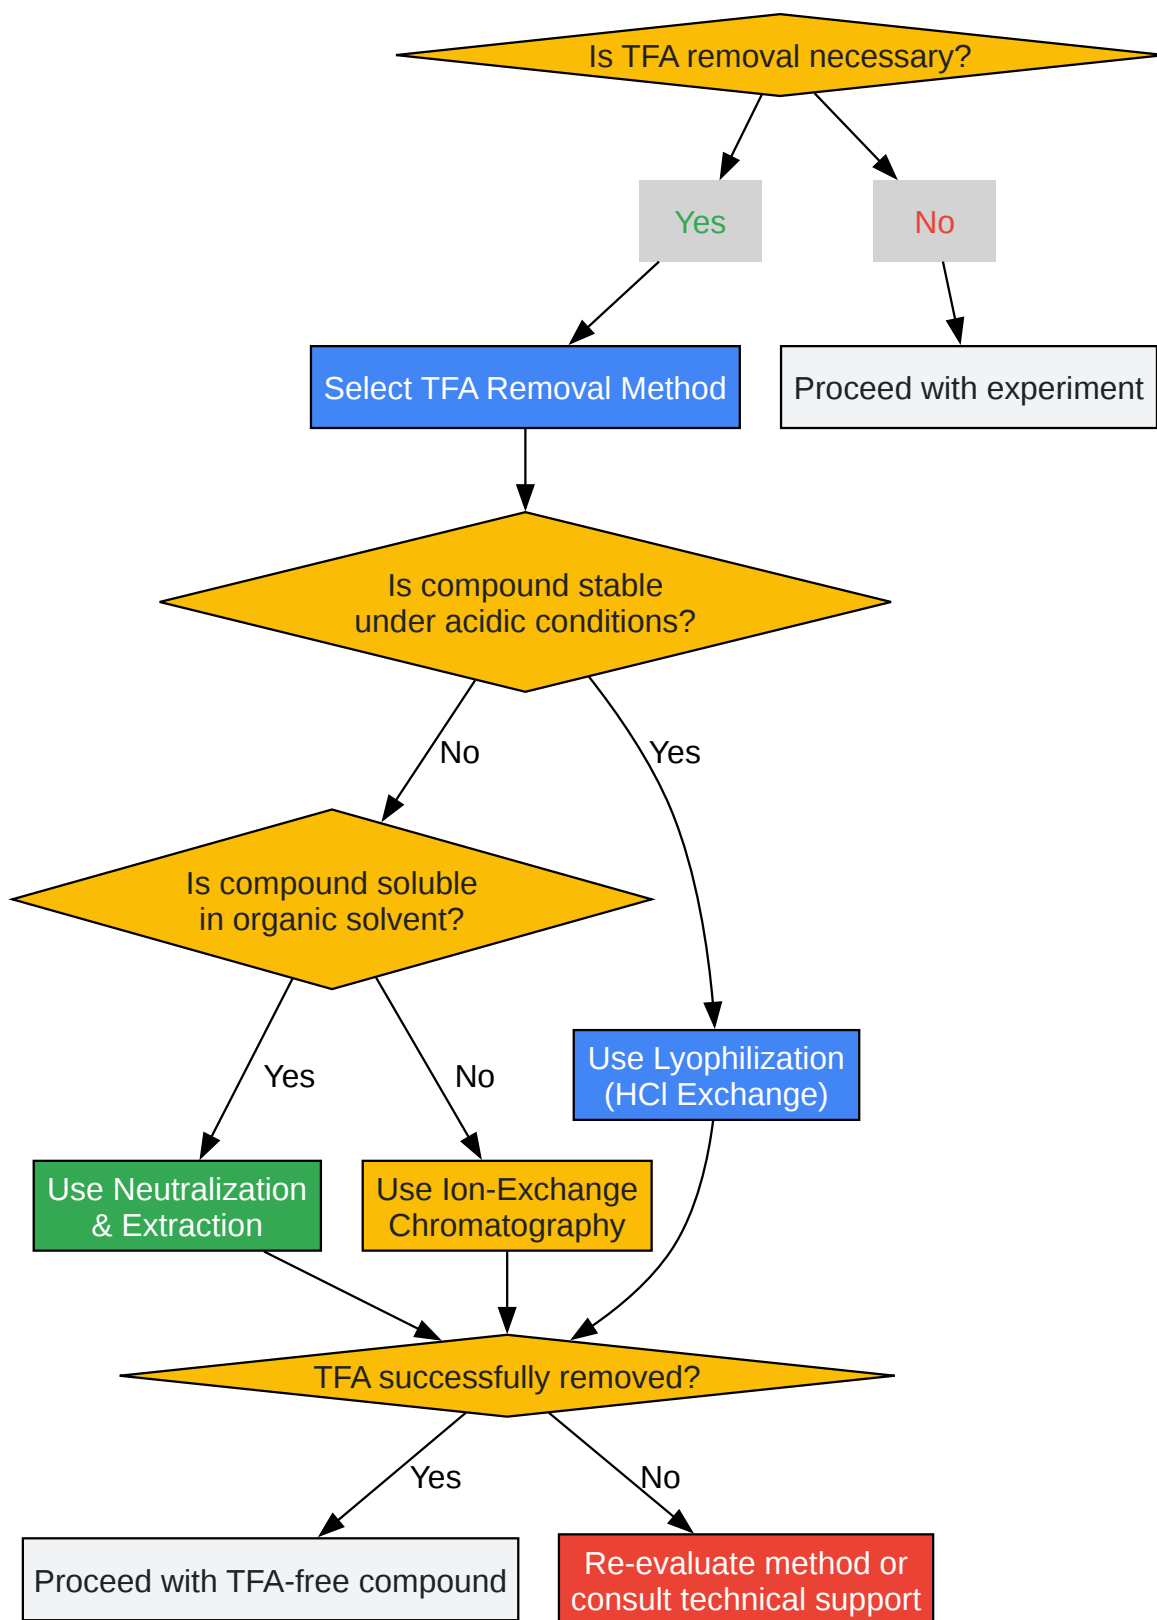 Is TFA removal necessary?
Yes
No
Select TFA Removal Method
Proceed with experiment
Is compound stable
under acidic conditions?
No
Yes
Is compound soluble
in organic solvent?
Yes
No
Use Lyophilization
(HCl Exchange)
Use Neutralization
& Extraction
Use Ion-Exchange
Chromatography
TFA successfully removed?
Yes
No
Proceed with TFA-free compound
Re-evaluate method or
consult technical support